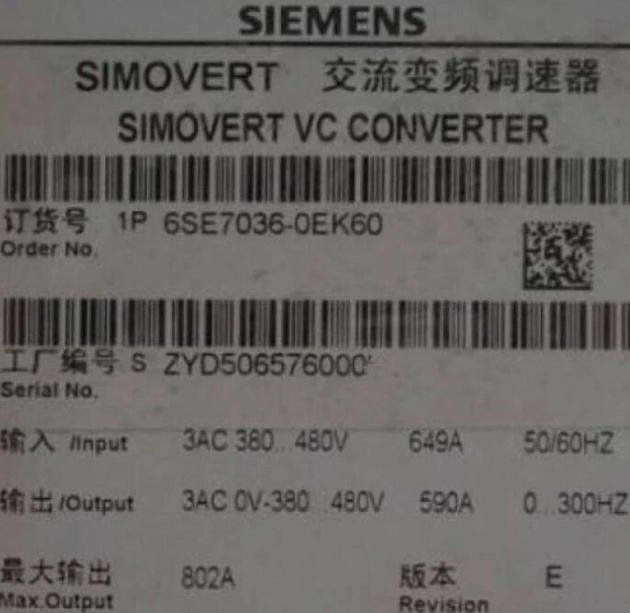 SIEMENS
SIMOVERT 交流变频调速器
SIMOVERT VC CONVERTER
订货号 1P 6SE7036-0EK60
Order No.
工厂编号 S ZYD506576000
Serial No.
输入 /Input 3AC 380...480V 649A 50/60HZ
输出 /Output 3AC 0V-380...480V 590A 0...300HZ
最大输出 802A 版本 E
Max.Output Revision